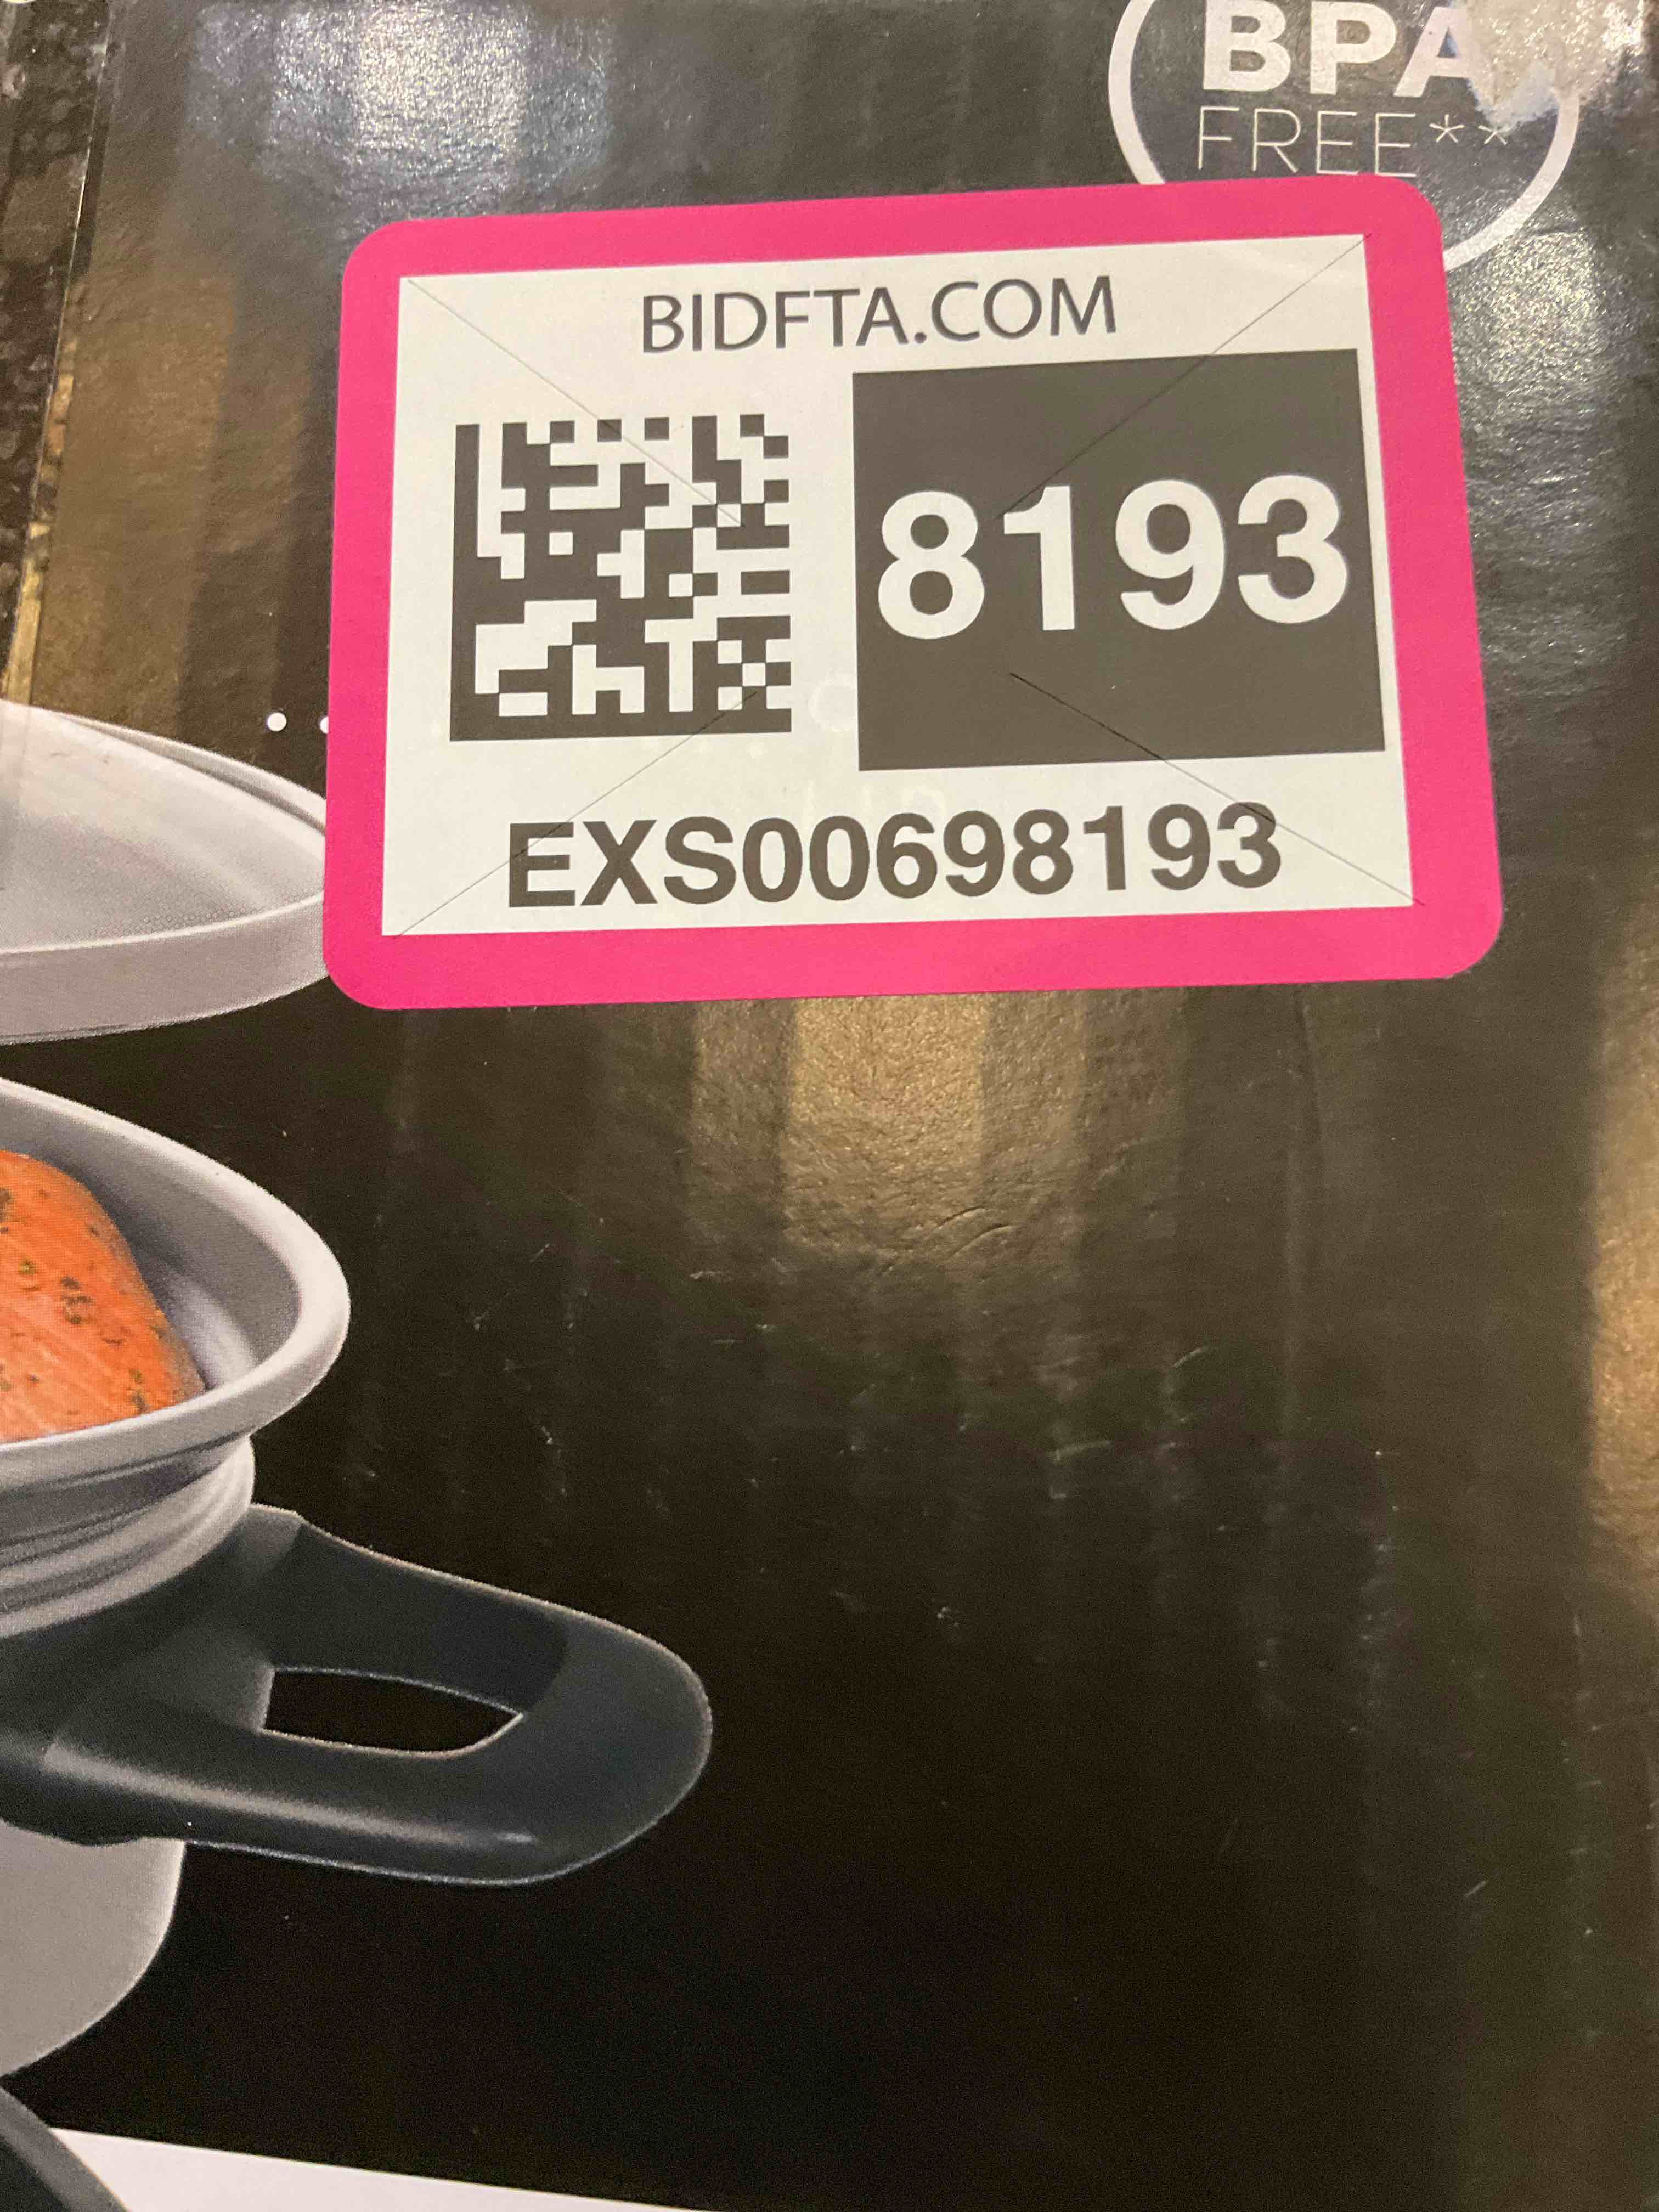 BPA
FREE**
BIDFTA.COM
8193
EXS00698193